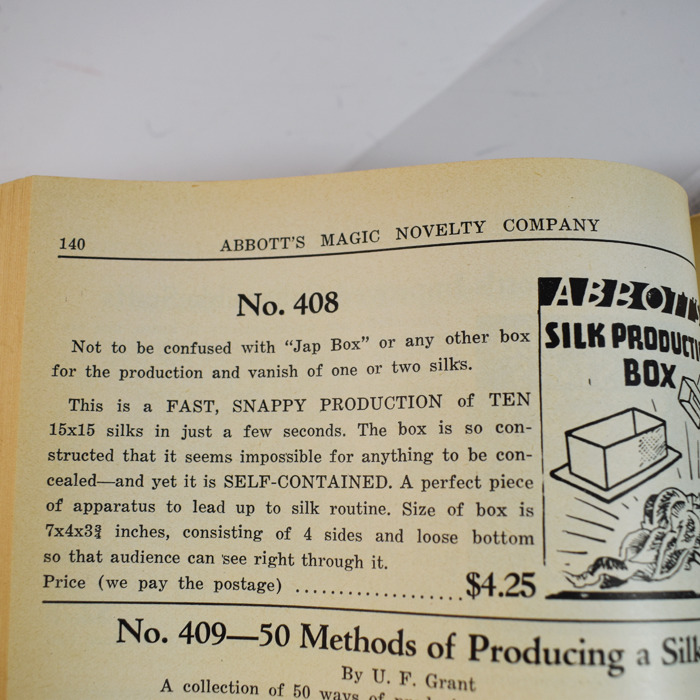 140 ABBOTT'S MAGIC NOVELTY COMPANY
No. 408
Not to be confused with "Jap Box" or any other box
for the production and vanish of one or two silks.
This is a FAST, SNAPPY PRODUCTION of TEN
15x15 silks in just a few seconds. The box is so con-
structed that it seems impossible for anything to be con-
cealed—and yet it is SELF-CONTAINED. A perfect piece
of apparatus to lead up to silk routine. Size of box is
7x4x3¾ inches, consisting of 4 sides and loose bottom
so that audience can see right through it.
Price (we pay the postage) ....................$4.25
ABBOTT'S
SILK PRODUCTI
BOX
No. 409—50 Methods of Producing a Silk
By U. F. Grant
A collection of 50 ways of